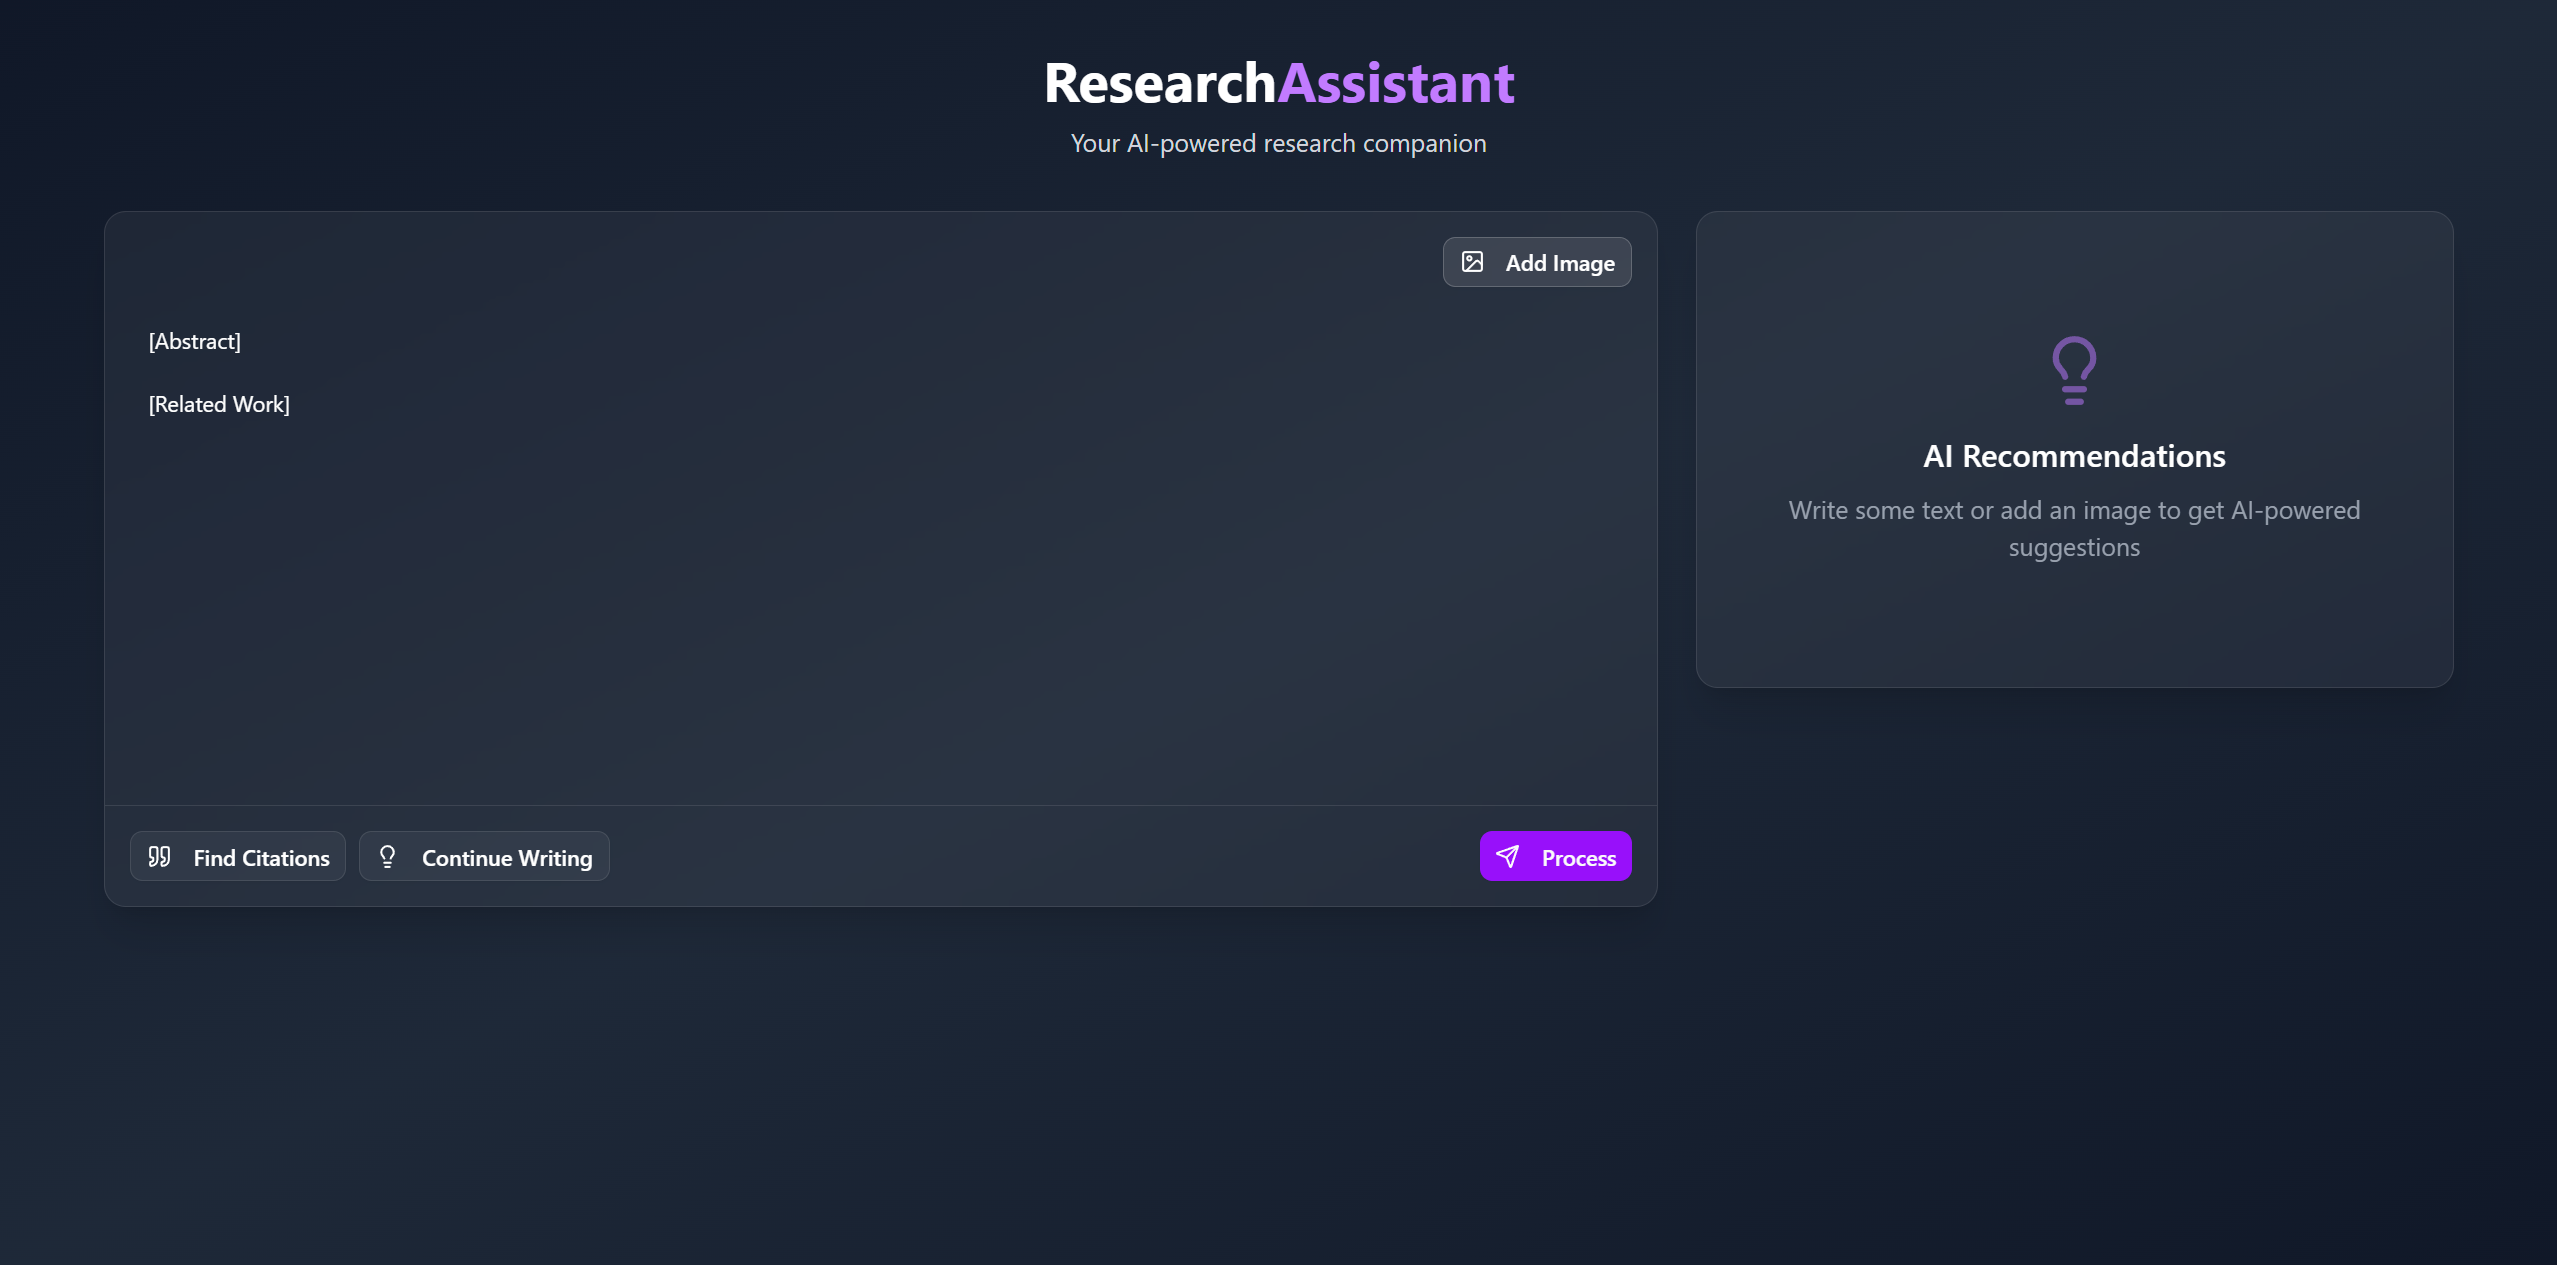 ResearchAssistant
Your AI-powered research companion
Add Image
[Abstract]
[Related Work]
Find Citations
Continue Writing
Process
AI Recommendations
Write some text or add an image to get AI-powered
suggestions